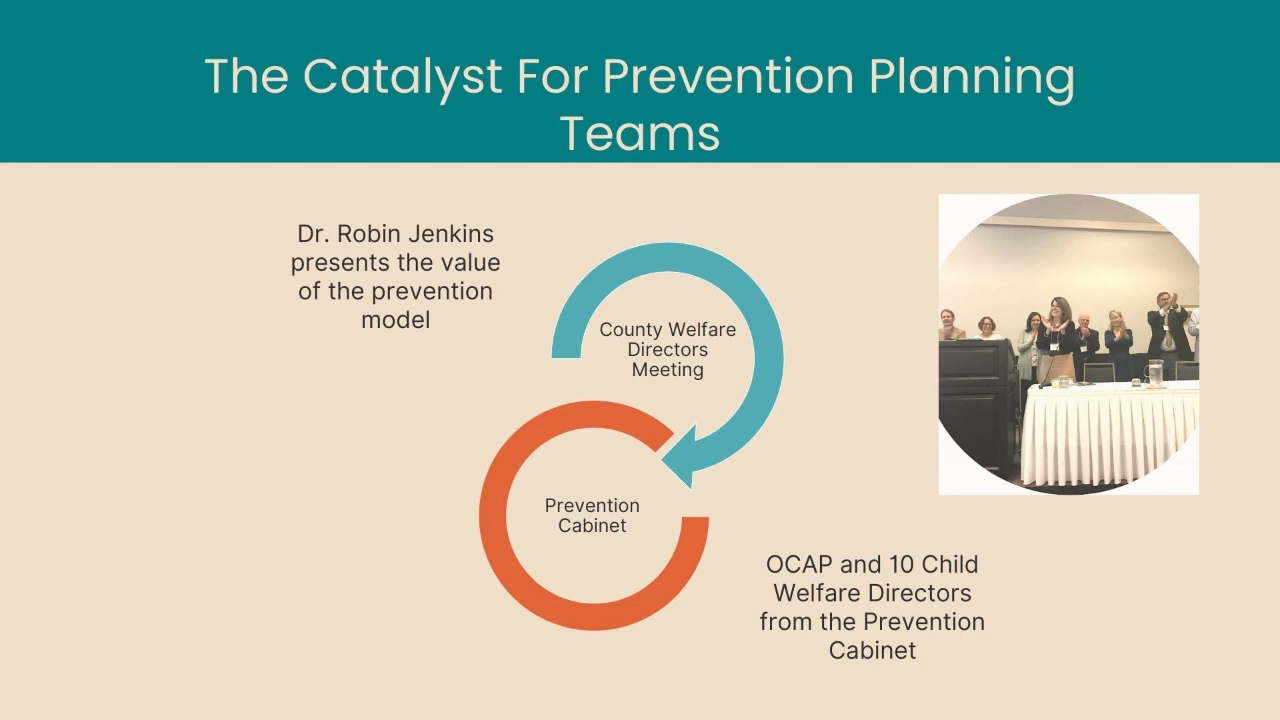 The Catalyst For Prevention Planning
Teams
Dr. Robin Jenkins
presents the value
of the prevention
model
County Welfare
Directors
Meeting
Prevention
Cabinet
OCAP and 10 Child
Welfare Directors
from the Prevention
Cabinet